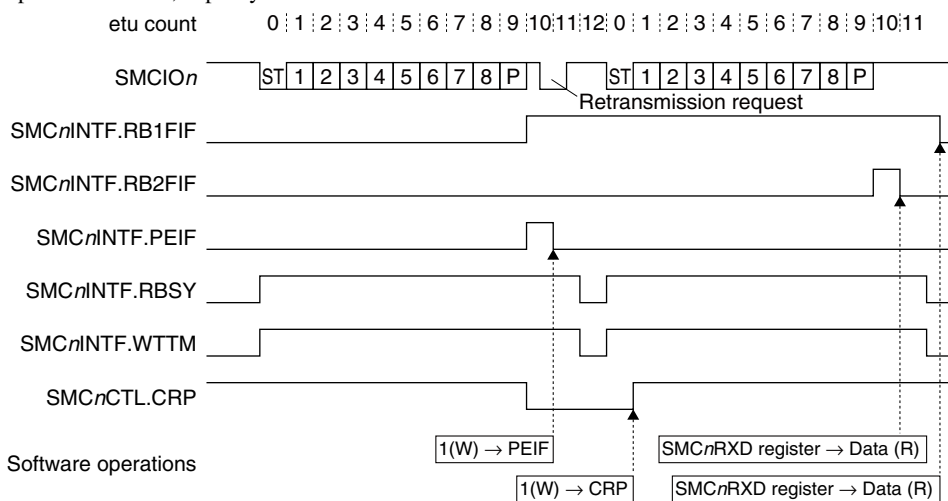 etu count 0 1 2 3 4 5 6 7 8 9 10 11 12 0 1 2 3 4 5 6 7 8 9 10 11
SMCIOn ST 1 2 3 4 5 6 7 8 P ST 1 2 3 4 5 6 7 8 P
Retransmission request
SMCnINTF.RB1FIF
SMCnINTF.RB2FIF
SMCnINTF.PEIF
SMCnINTF.RBSY
SMCnINTF.WTTM
SMCnCTL.CRP
Software operations
1(W) → PEIF
SMCnRXD register → Data (R)
1(W) → CRP
SMCnRXD register → Data (R)